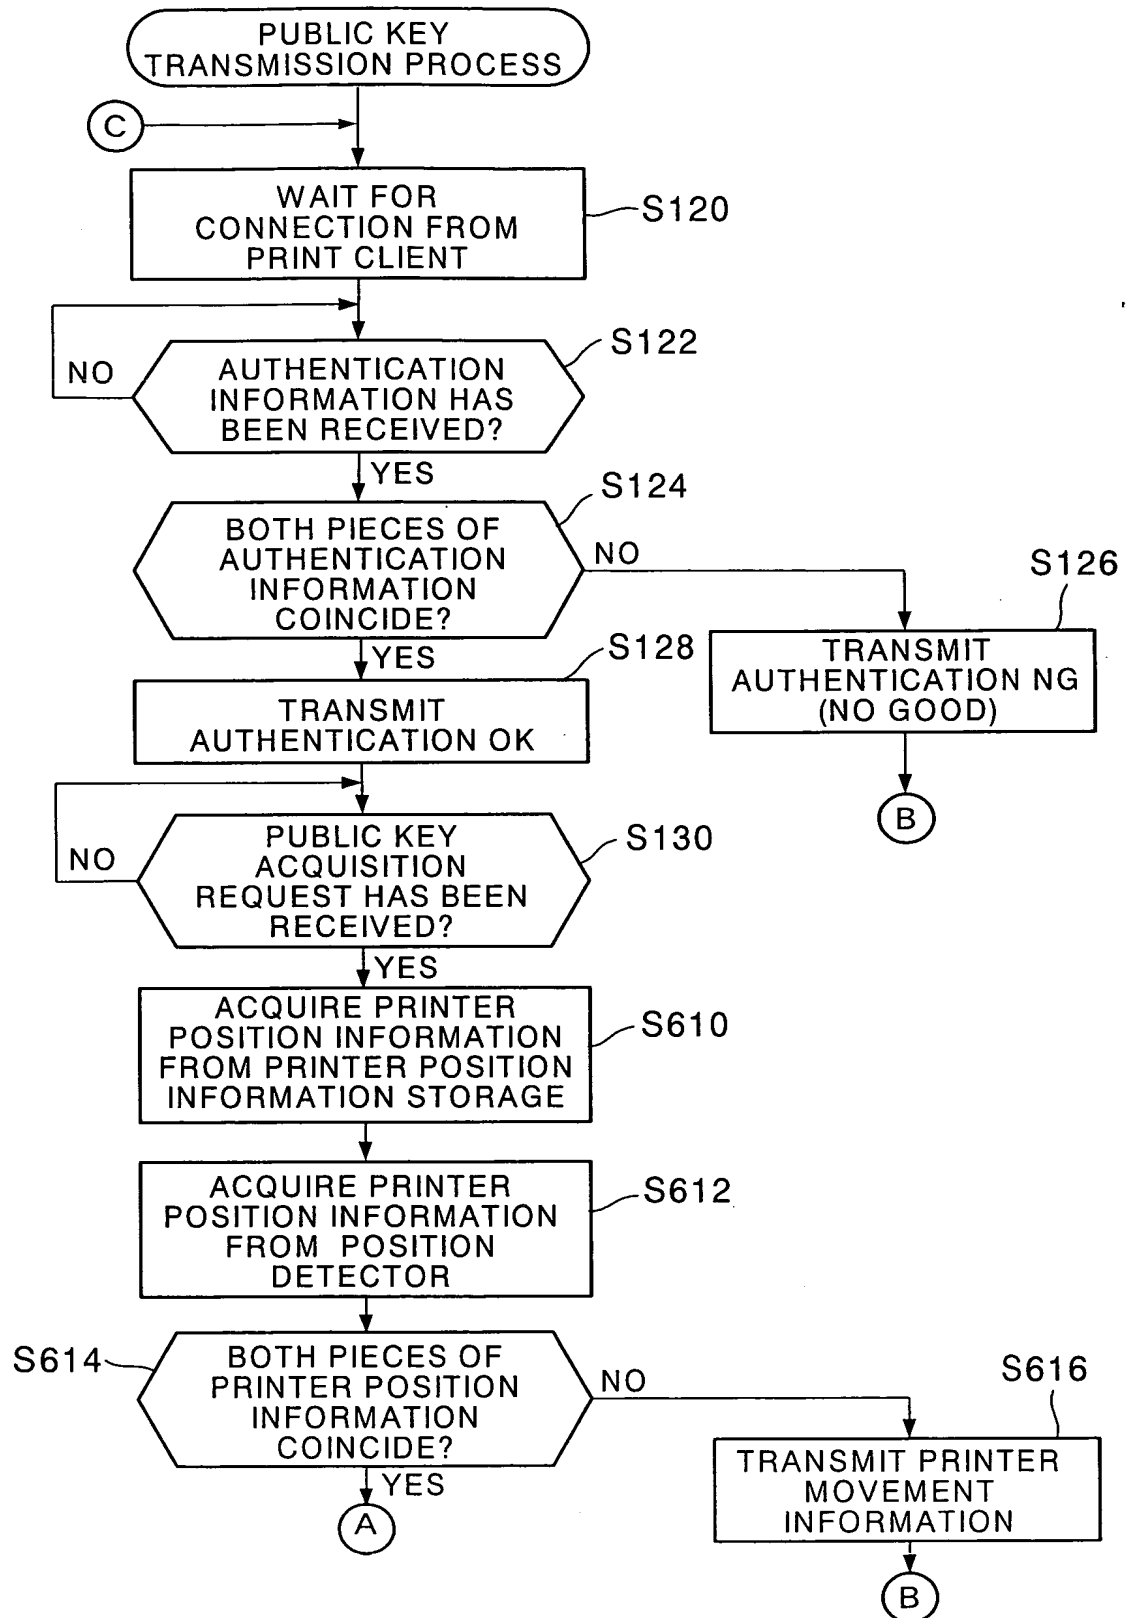 PUBLIC KEY
TRANSMISSION PROCESS
C
WAIT FOR
CONNECTION FROM
PRINT CLIENT
S120
NO
AUTHENTICATION
INFORMATION HAS
BEEN RECEIVED?
S122
YES
BOTH PIECES OF
AUTHENTICATION
INFORMATION
COINCIDE?
S124
NO
S126
TRANSMIT
AUTHENTICATION NG
(NO GOOD)
B
YES
S128
TRANSMIT
AUTHENTICATION OK
NO
PUBLIC KEY
ACQUISITION
REQUEST HAS BEEN
RECEIVED?
S130
YES
ACQUIRE PRINTER
POSITION INFORMATION
FROM PRINTER POSITION
INFORMATION STORAGE
S610
ACQUIRE PRINTER
POSITION INFORMATION
FROM POSITION
DETECTOR
S612
S614
BOTH PIECES OF
PRINTER POSITION
INFORMATION
COINCIDE?
NO
S616
TRANSMIT PRINTER
MOVEMENT
INFORMATION
B
YES
A